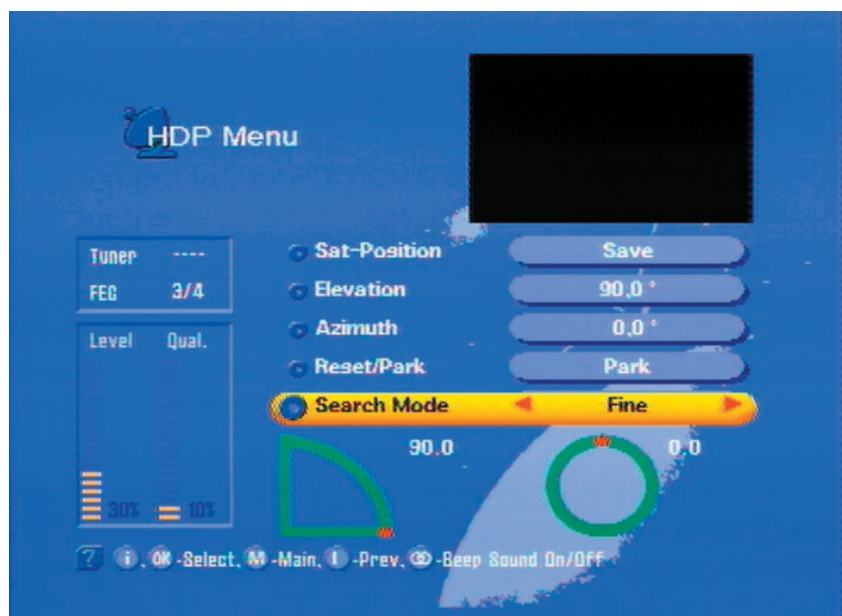 HDP Menu
Tuner ----
FEC 3/4
Level Qual.
30% 10%
Sat-Position Save
Elevation 90,0 °
Azimuth 0,0 °
Reset/Park Park
Search Mode Fine
90.0 0,0
? i, OK -Select, M -Main, I -Prev, -Beep Sound On/Off